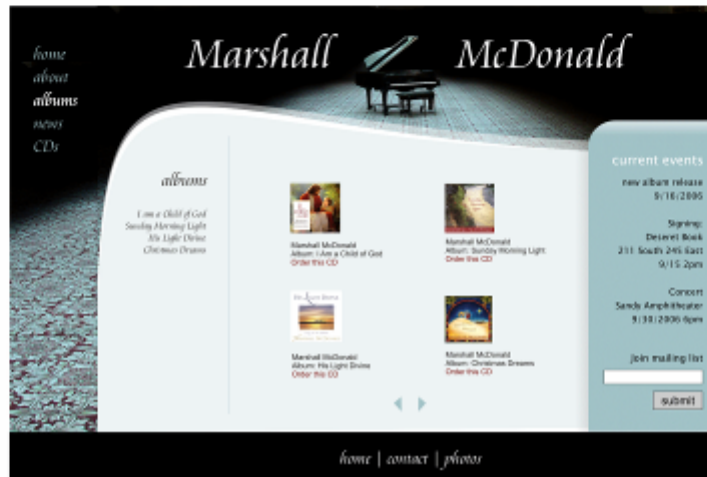 Marshall McDonald
home
about
albums
news
CDs
albums
I am a Child of God
Sunday Morning Light
His Light Divine
Christmas Dreams
Marshall McDonald
Album: I Am a Child of God
Order this CD
Marshall McDonald
Album: Sunday Morning Light
Order this CD
Marshall McDonald
Album: His Light Divine
Order this CD
Marshall McDonald
Album: Christmas Dreams
Order this CD
current events
new album release
9/18/2006
Signing:
Deseret Book
211 South 245 East
9/15 2pm
Concert
Sandy Amphitheater
9/30/2006 6pm
Join mailing list
submit
home | contact | photos